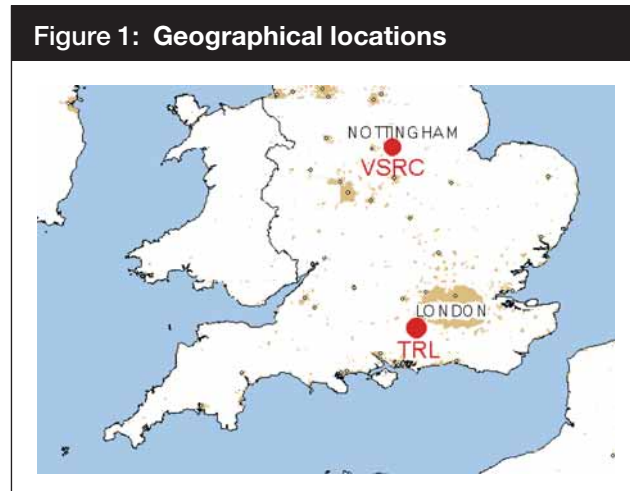 Figure 1: Geographical locations
NOTTINGHAM
VSRC
LONDON
TRL